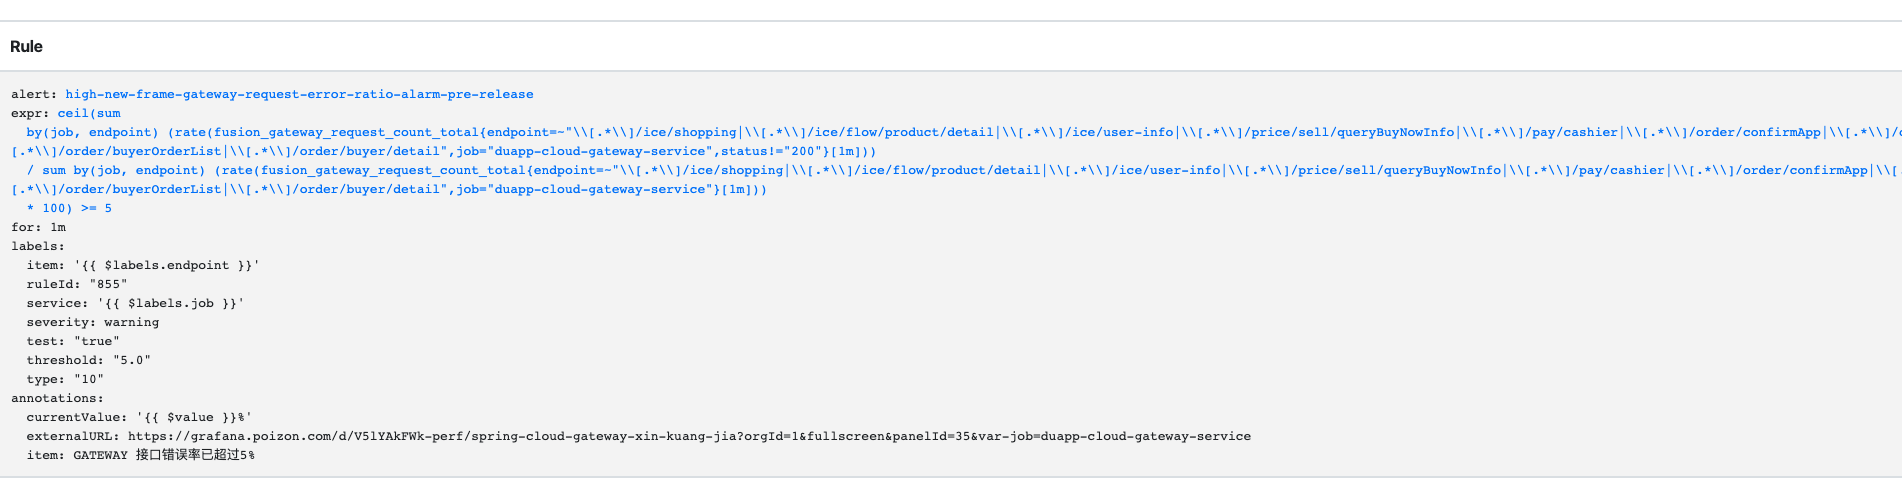 Rule
alert: high-new-frame-gateway-request-error-ratio-alarm-pre-release
expr: ceil(sum
by(job, endpoint) (rate(fusion_gateway_request_count_total{endpoint=~"\\[.*\\]/ice/shopping|\\[.*\\]/ice/flow/product/detail|\\[.*\\]/ice/user-info|\\[.*\\]/price/sell/queryBuyNowInfo|\\[.*\\]/pay/cashier|\\[.*\\]/order/confirmApp|\\[.*\\]/
[.*\\]/order/buyerOrderList|\\[.*\\]/order/buyer/detail",job="duapp-cloud-gateway-service",status!="200"}[1m]))
/ sum by(job, endpoint) (rate(fusion_gateway_request_count_total{endpoint=~"\\[.*\\]/ice/shopping|\\[.*\\]/ice/flow/product/detail|\\[.*\\]/ice/user-info|\\[.*\\]/price/sell/queryBuyNowInfo|\\[.*\\]/pay/cashier|\\[.*\\]/order/confirmApp|\\[
[.*\\]/order/buyerOrderList|\\[.*\\]/order/buyer/detail",job="duapp-cloud-gateway-service"}[1m]))
* 100) >= 5
for: 1m
labels:
item: '{{ $labels.endpoint }}'
ruleId: "855"
service: '{{ $labels.job }}'
severity: warning
test: "true"
threshold: "5.0"
type: "10"
annotations:
currentValue: '{{ $value }}%'
externalURL: https://grafana.poizon.com/d/V5lYAkFWk-perf/spring-cloud-gateway-xin-kuang-jia?orgId=1&fullscreen&panelId=35&var-job=duapp-cloud-gateway-service
item: GATEWAY 接口错误率已超过5%